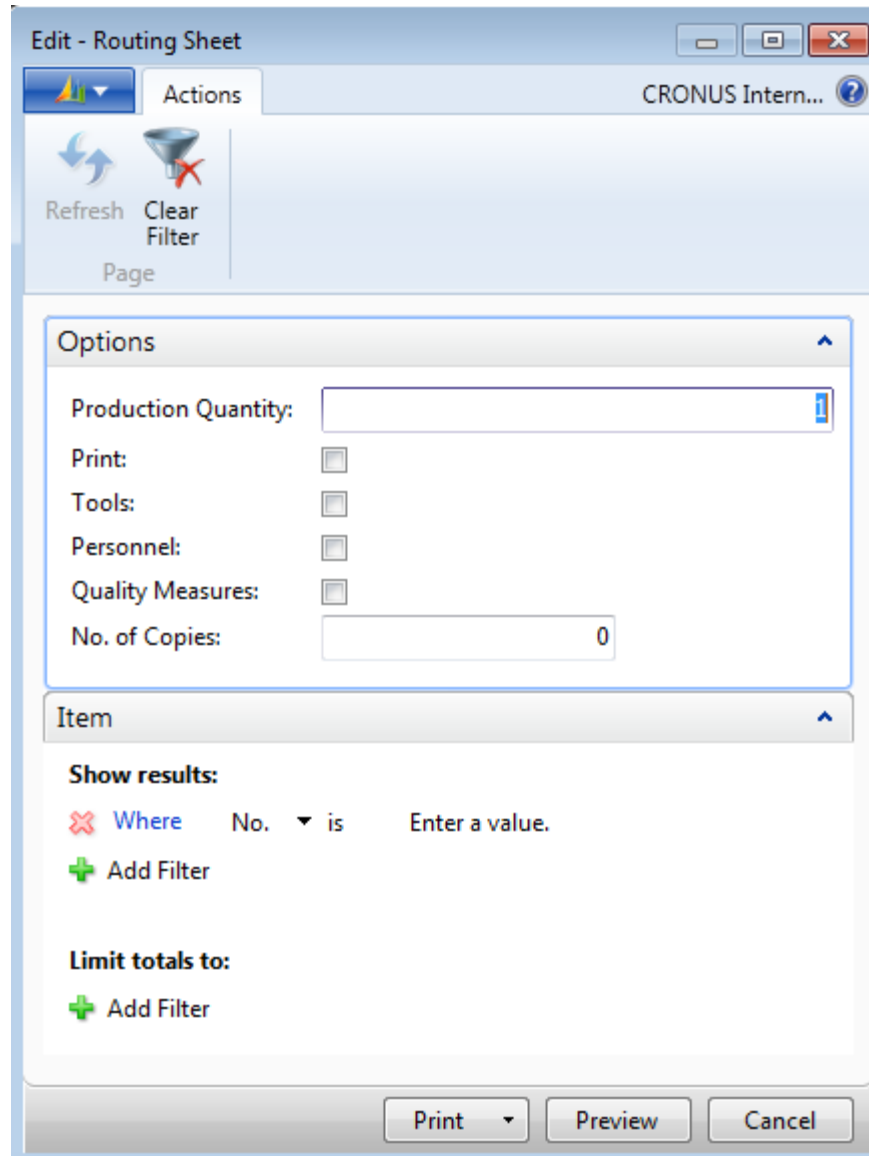 Edit - Routing Sheet
Actions
CRONUS Intern...
Refresh
Clear
Filter
Page
Options
Production Quantity: 1
Print:
Tools:
Personnel:
Quality Measures:
No. of Copies: 0
Item
Show results:
Where No. is Enter a value.
Add Filter
Limit totals to:
Add Filter
Print Preview Cancel